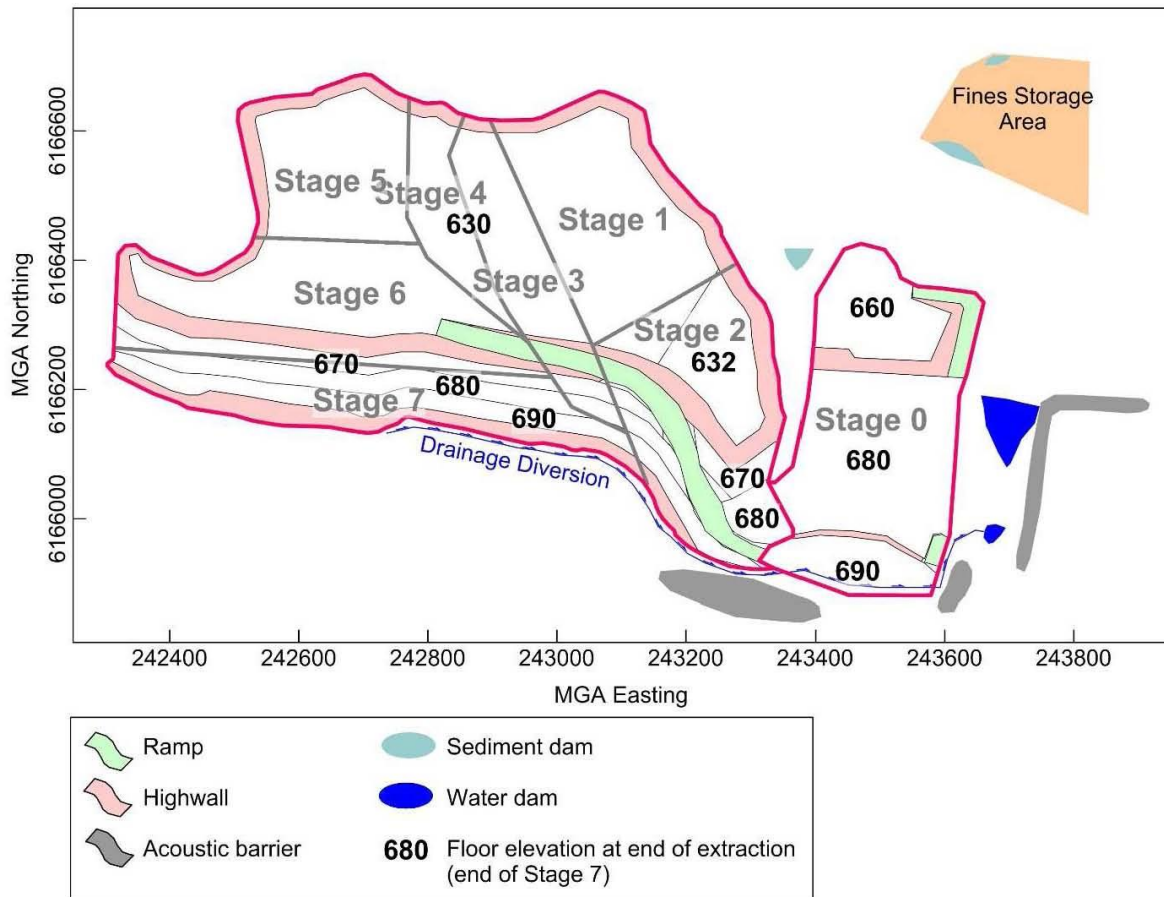 Fines Storage
Area
6166600
Stage 5
Stage 4
Stage 1
630
6166400
MGA Northing
Stage 3
660
Stage 6
Stage 2
632
6166200
670
680
Stage 7
690
Stage 0
680
Drainage Diversion
670
6166000
680
690
242400
242600
242800
243000
243200
243400
243600
243800
MGA Easting
Ramp
Sediment dam
Highwall
Water dam
Acoustic barrier
680
Floor elevation at end of extraction
(end of Stage 7)